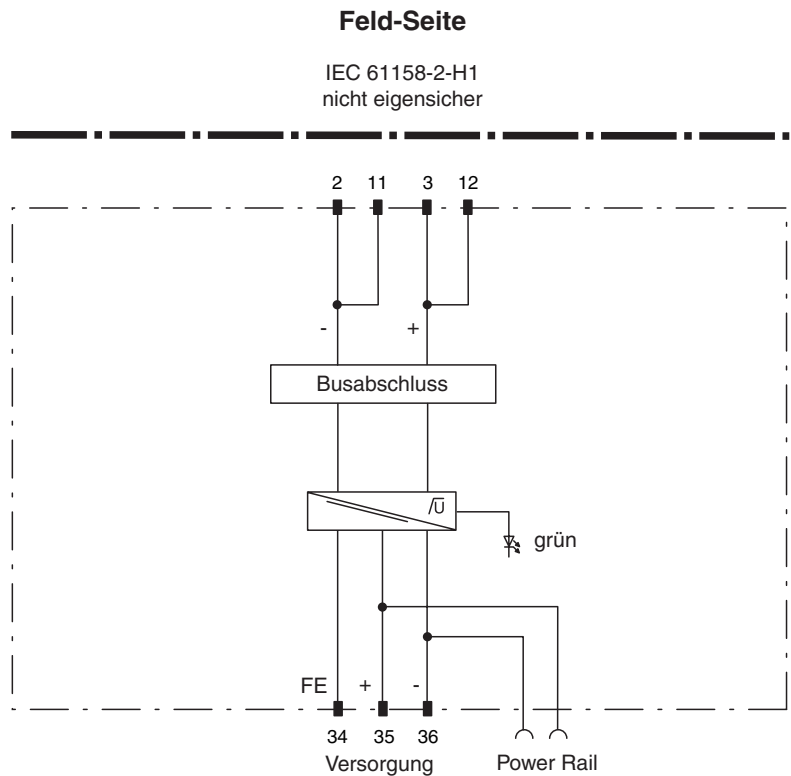 Feld-Seite
IEC 61158-2-H1
nicht eigensicher
2 11 3 12
- +
Busabschluss
/U̅
grün
FE + -
34 35 36
Versorgung Power Rail